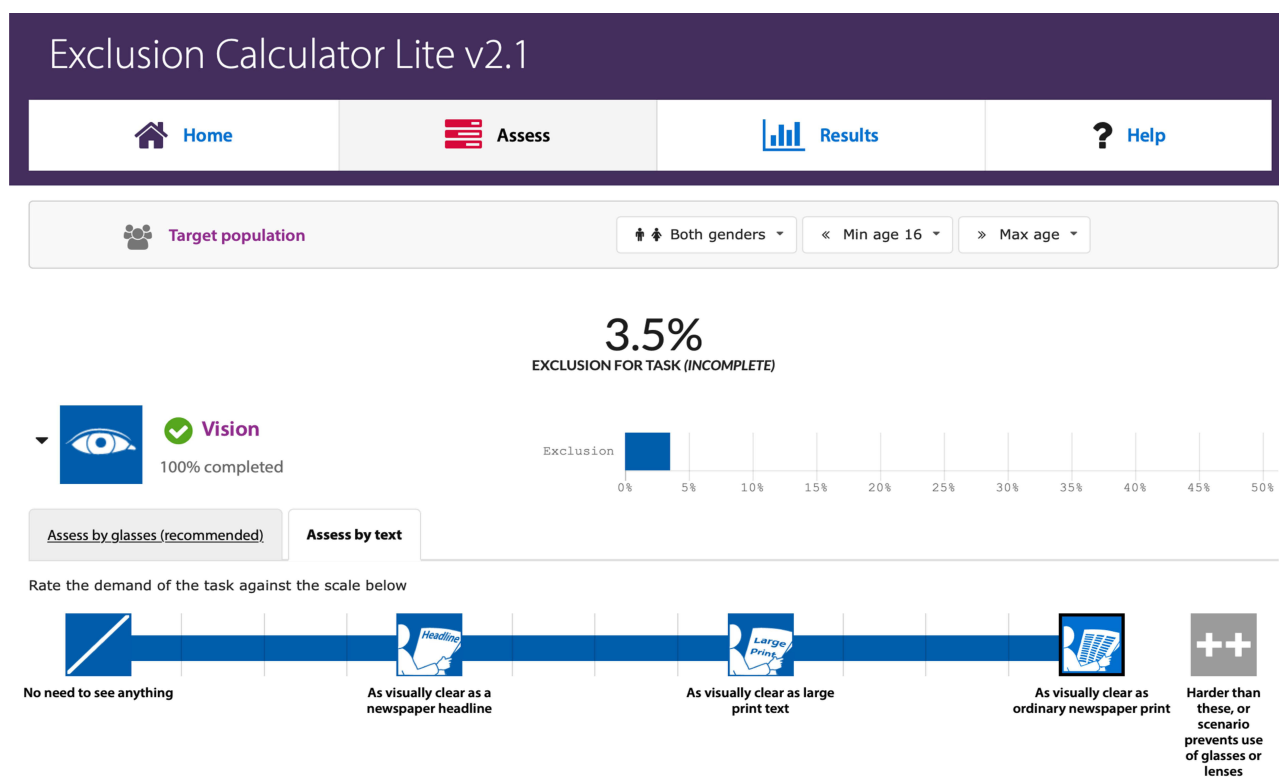 Exclusion Calculator Lite v2.1
Home
Assess
Results
? Help
Target population
Both genders
« Min age 16
» Max age
3.5%
EXCLUSION FOR TASK (INCOMPLETE)
Vision
100% completed
Exclusion
0% 5% 10% 15% 20% 25% 30% 35% 40% 45% 50%
Assess by glasses (recommended)
Assess by text
Rate the demand of the task against the scale below
Headline
Large
Print
++
No need to see anything
As visually clear as a
newspaper headline
As visually clear as large
print text
As visually clear as
ordinary newspaper print
Harder than
these, or
scenario
prevents use
of glasses or
lenses